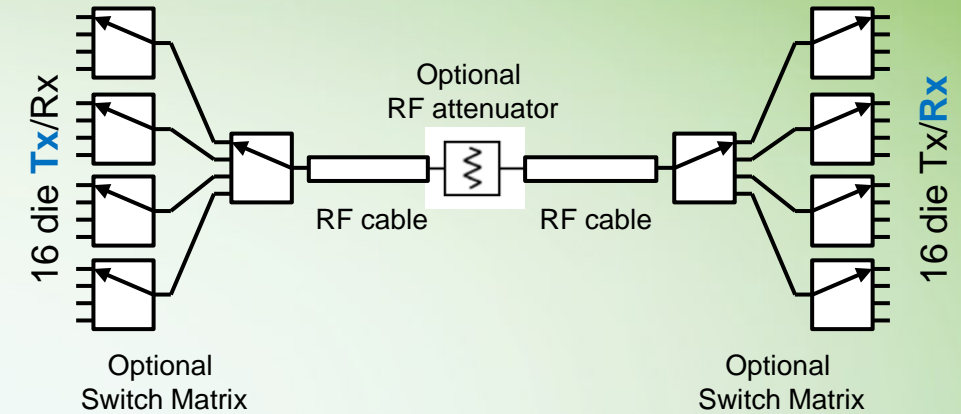 16 die Tx/Rx
Optional
RF attenuator
RF cable
RF cable
16 die Tx/Rx
Optional
Switch Matrix
Optional
Switch Matrix